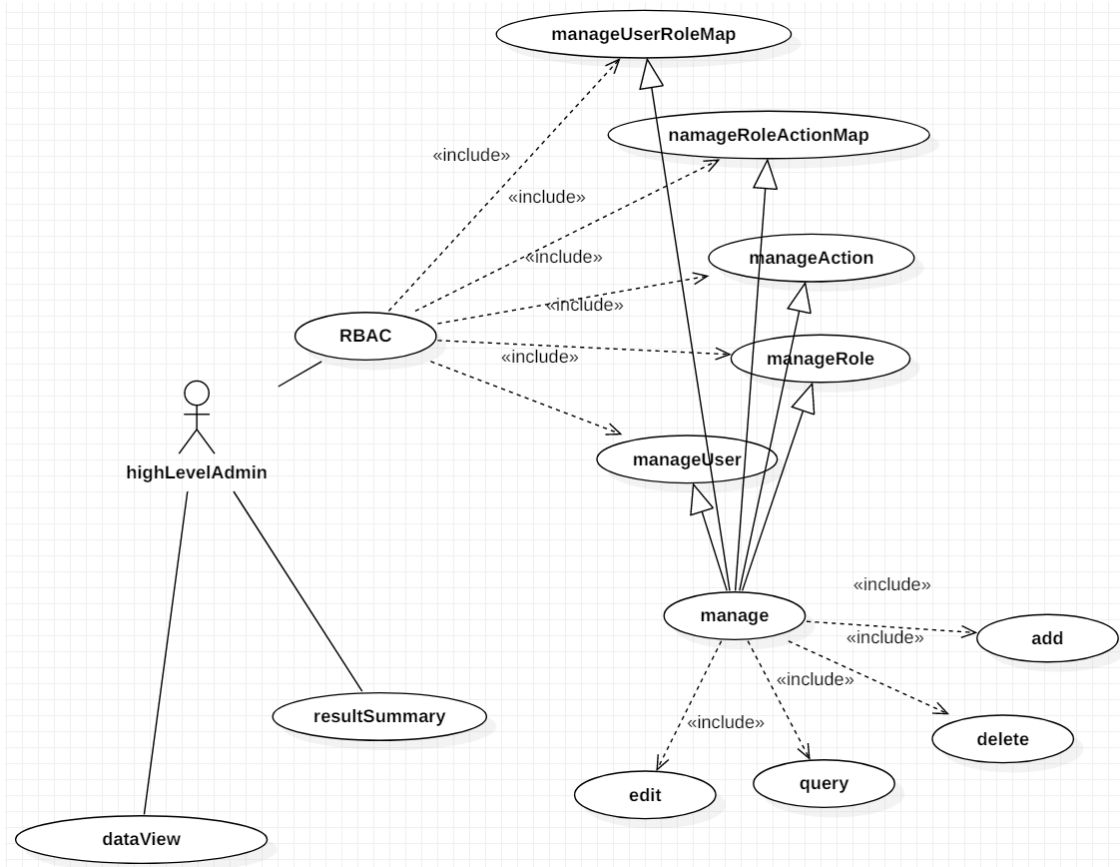 manageUserRoleMap
namageRoleActionMap
«include»
«include»
manageAction
«include»
«include»
RBAC
«include»
manageRole
manageUser
highLevelAdmin
«include»
manage
add
«include»
«include»
resultSummary
«include»
delete
query
edit
dataView